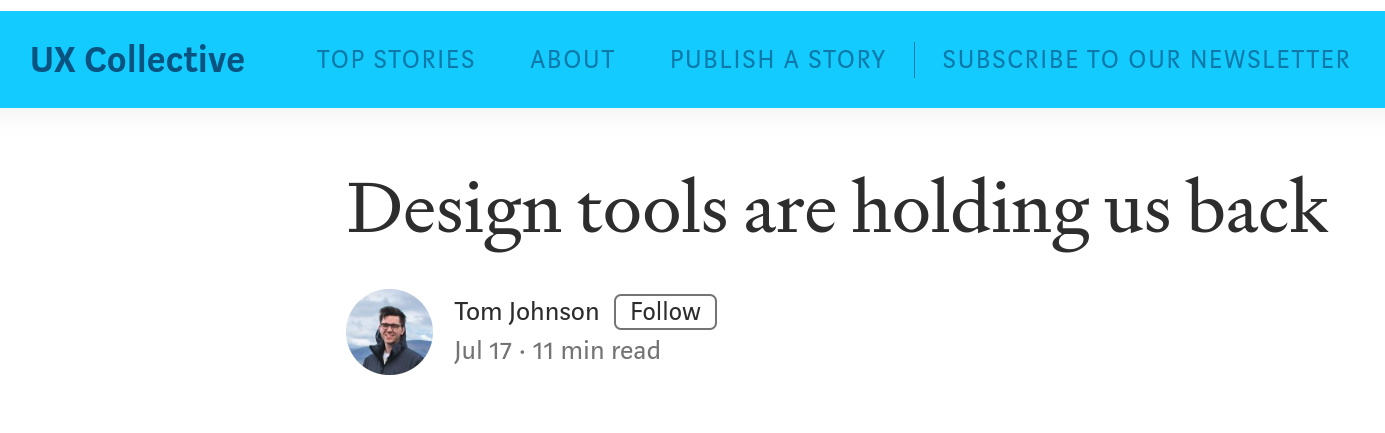 UX Collective TOP STORIES ABOUT PUBLISH A STORY SUBSCRIBE TO OUR NEWSLETTER
Design tools are holding us back
Tom Johnson Follow
Jul 17 · 11 min read